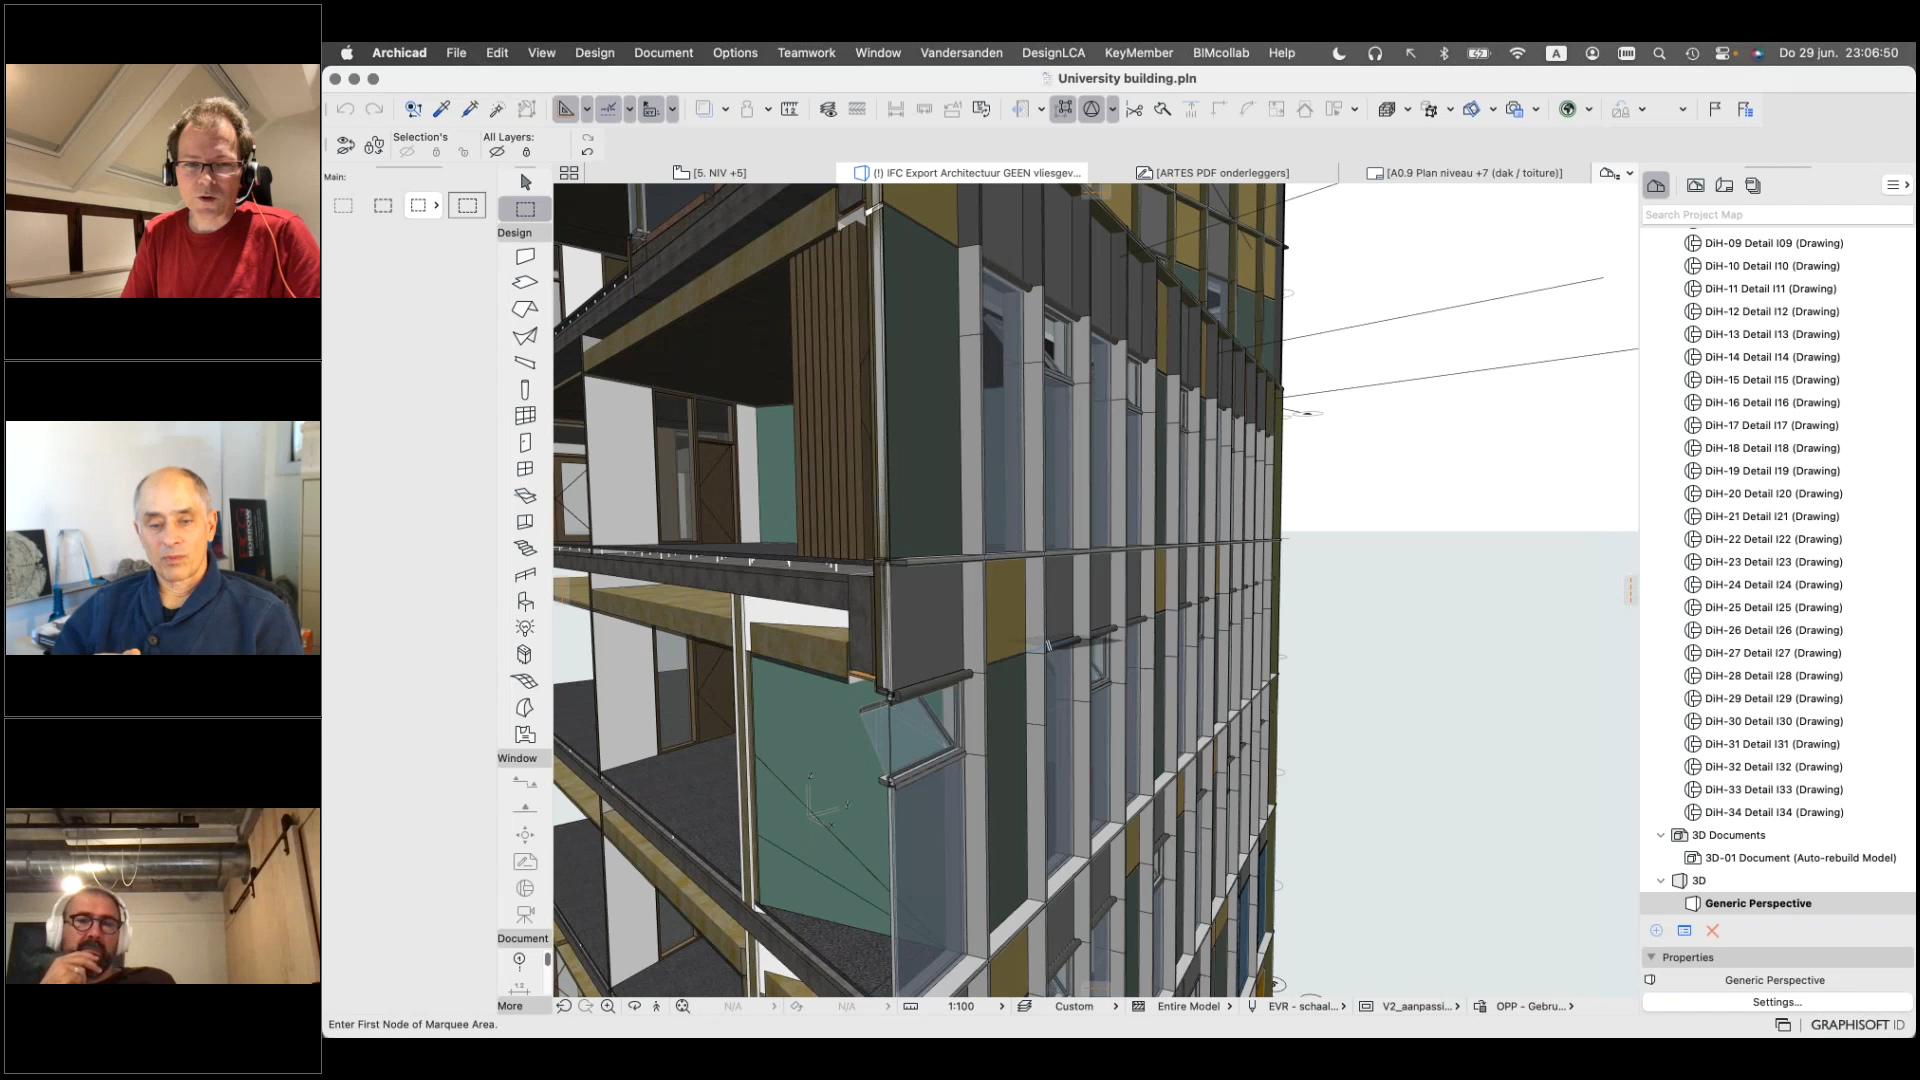 Archicad File Edit View Design Document Options Teamwork Window Vandersanden DesignLCA KeyMember BIMcollab Help A Do 29 jun. 23:06:50
University building.pln
Selection's All Layers:
Main:
[5. NIV +5] (!) IFC Export Architectuur GEEN vliesgev... [ARTES PDF onderleggers] [A0.9 Plan niveau +7 (dak / toiture)]
Search Project Map
Design
DiH-09 Detail I09 (Drawing)
DiH-10 Detail I10 (Drawing)
DiH-11 Detail I11 (Drawing)
DiH-12 Detail I12 (Drawing)
DiH-13 Detail I13 (Drawing)
DiH-14 Detail I14 (Drawing)
DiH-15 Detail I15 (Drawing)
DiH-16 Detail I16 (Drawing)
DiH-17 Detail I17 (Drawing)
DiH-18 Detail I18 (Drawing)
DiH-19 Detail I19 (Drawing)
DiH-20 Detail I20 (Drawing)
DiH-21 Detail I21 (Drawing)
DiH-22 Detail I22 (Drawing)
DiH-23 Detail I23 (Drawing)
DiH-24 Detail I24 (Drawing)
DiH-25 Detail I25 (Drawing)
DiH-26 Detail I26 (Drawing)
DiH-27 Detail I27 (Drawing)
DiH-28 Detail I28 (Drawing)
DiH-29 Detail I29 (Drawing)
DiH-30 Detail I30 (Drawing)
DiH-31 Detail I31 (Drawing)
DiH-32 Detail I32 (Drawing)
DiH-33 Detail I33 (Drawing)
DiH-34 Detail I34 (Drawing)
3D Documents
3D-01 Document (Auto-rebuild Model)
3D
Generic Perspective
Window
Document
1.2
More
Properties
Generic Perspective
Settings...
N/A N/A 1:100 Custom Entire Model EVR - schaal... V2_aanpassi... OPP - Gebru...
Enter First Node of Marquee Area.
GRAPHISOFT ID